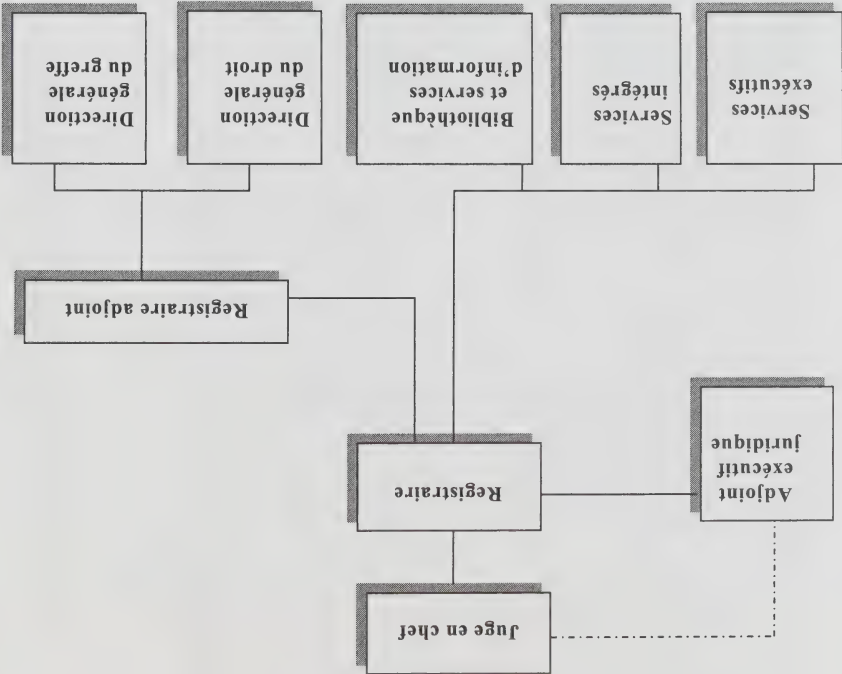 Juge en chef
Adjoint
exécutif
juridique
Registraire
Registraire adjoint
Services
exécutifs
Services
intégrés
Bibliothèque
et services
d'information
Direction
générale
du droit
Direction
générale
du greffe